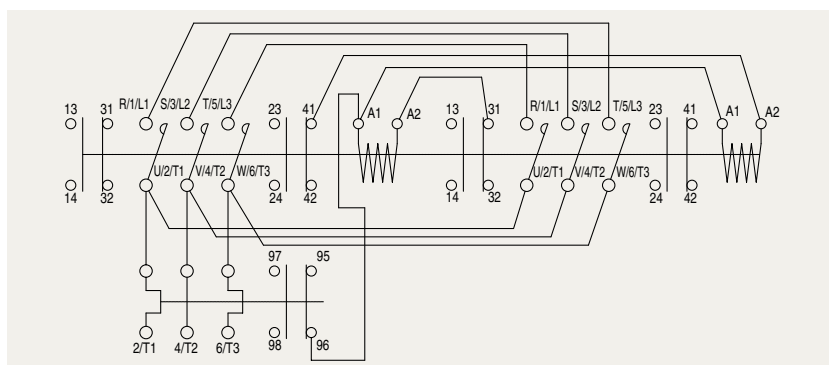 13 31 R/1/L1 S/3/L2 T/5/L3 23 41 A1 A2 13 31 R/1/L1 S/3/L2 T/5/L3 23 41 A1 A2
14 32 U/2/T1 V/4/T2 W/6/T3 24 42 14 32 U/2/T1 V/4/T2 W/6/T3 24 42
97 95
2/T1 4/T2 6/T3 98 96